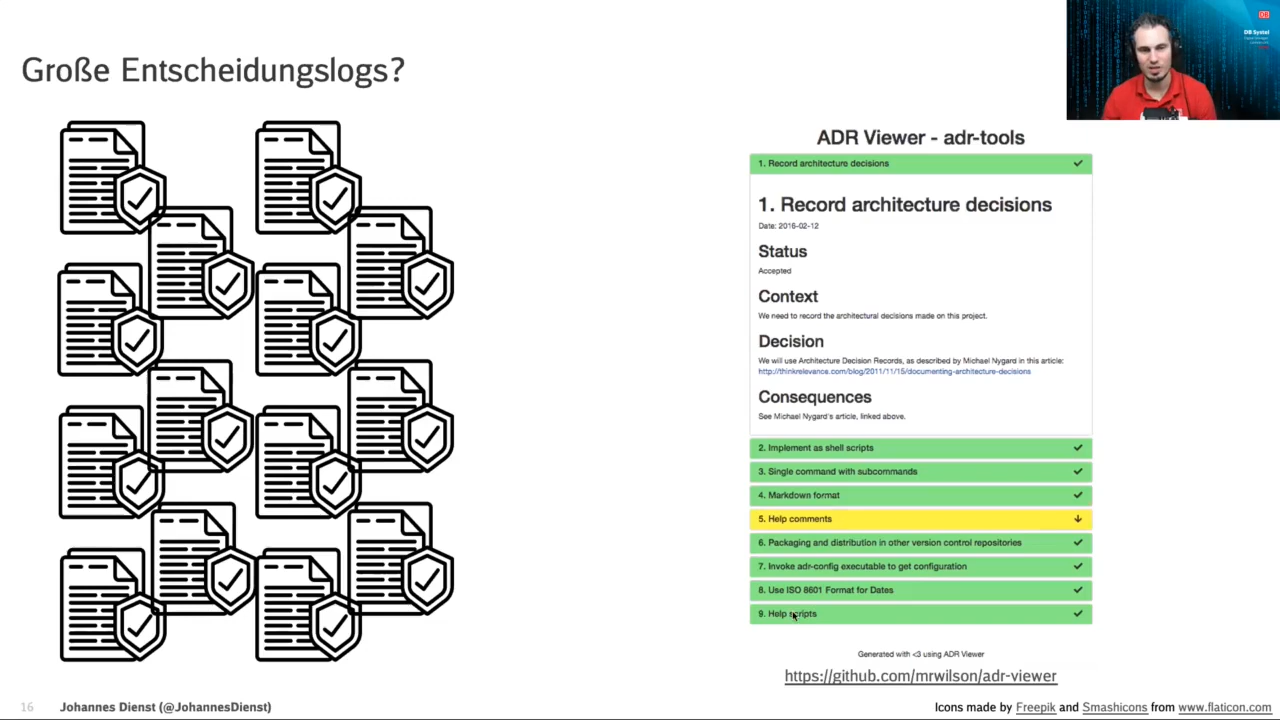 DB
DB Systel
Große Entscheidungslogs?
ADR Viewer - adr-tools
1. Record architecture decisions
1. Record architecture decisions
Date: 2016-02-12
Status
Accepted
Context
We need to record the architectural decisions made on this project.
Decision
We will use Architecture Decision Records, as described by Michael Nygard in this article:
http://thinkrelevance.com/blog/2011/11/15/documenting-architecture-decisions
Consequences
See Michael Nygard's article, linked above.
2. Implement as shell scripts
3. Single command with subcommands
4. Markdown format
5. Help comments
6. Packaging and distribution in other version control repositories
7. Invoke adr-config executable to get configuration
8. Use ISO 8601 Format for Dates
9. Help scripts
Generated with <3 using ADR Viewer
https://github.com/mrwilson/adr-viewer
16 Johannes Dienst (@JohannesDienst)
Icons made by Freepik and Smashicons from www.flaticon.com